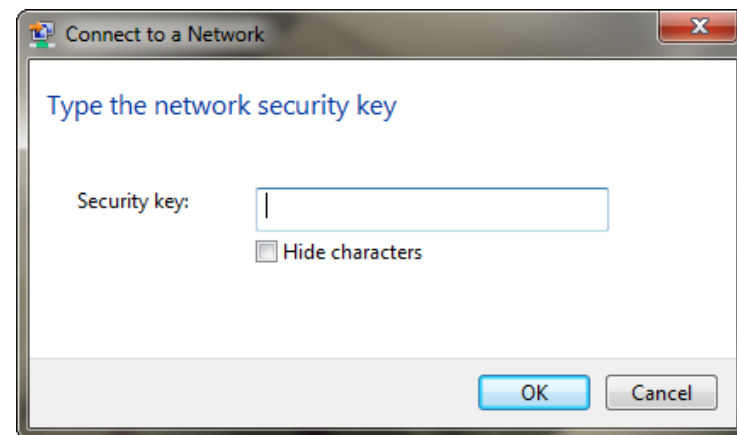 Connect to a Network
Type the network security key
Security key:
Hide characters
OK Cancel